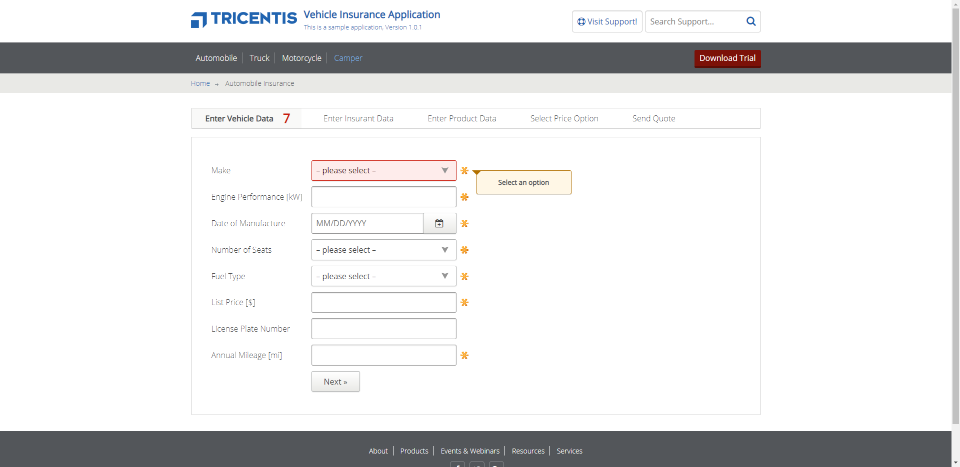 TRICENTIS Vehicle Insurance Application
This is a sample application. Version 1.0.1
Visit Support!
Search Support...
Automobile Truck Motorcycle Camper
Download Trial
Home → Automobile Insurance
Enter Vehicle Data 7 Enter Insurant Data Enter Product Data Select Price Option Send Quote
Make – please select –
Select an option
Engine Performance [kW]
Date of Manufacture MM/DD/YYYY
Number of Seats – please select –
Fuel Type – please select –
List Price [$]
License Plate Number
Annual Mileage [mi]
Next »
About Products Events & Webinars Resources Services